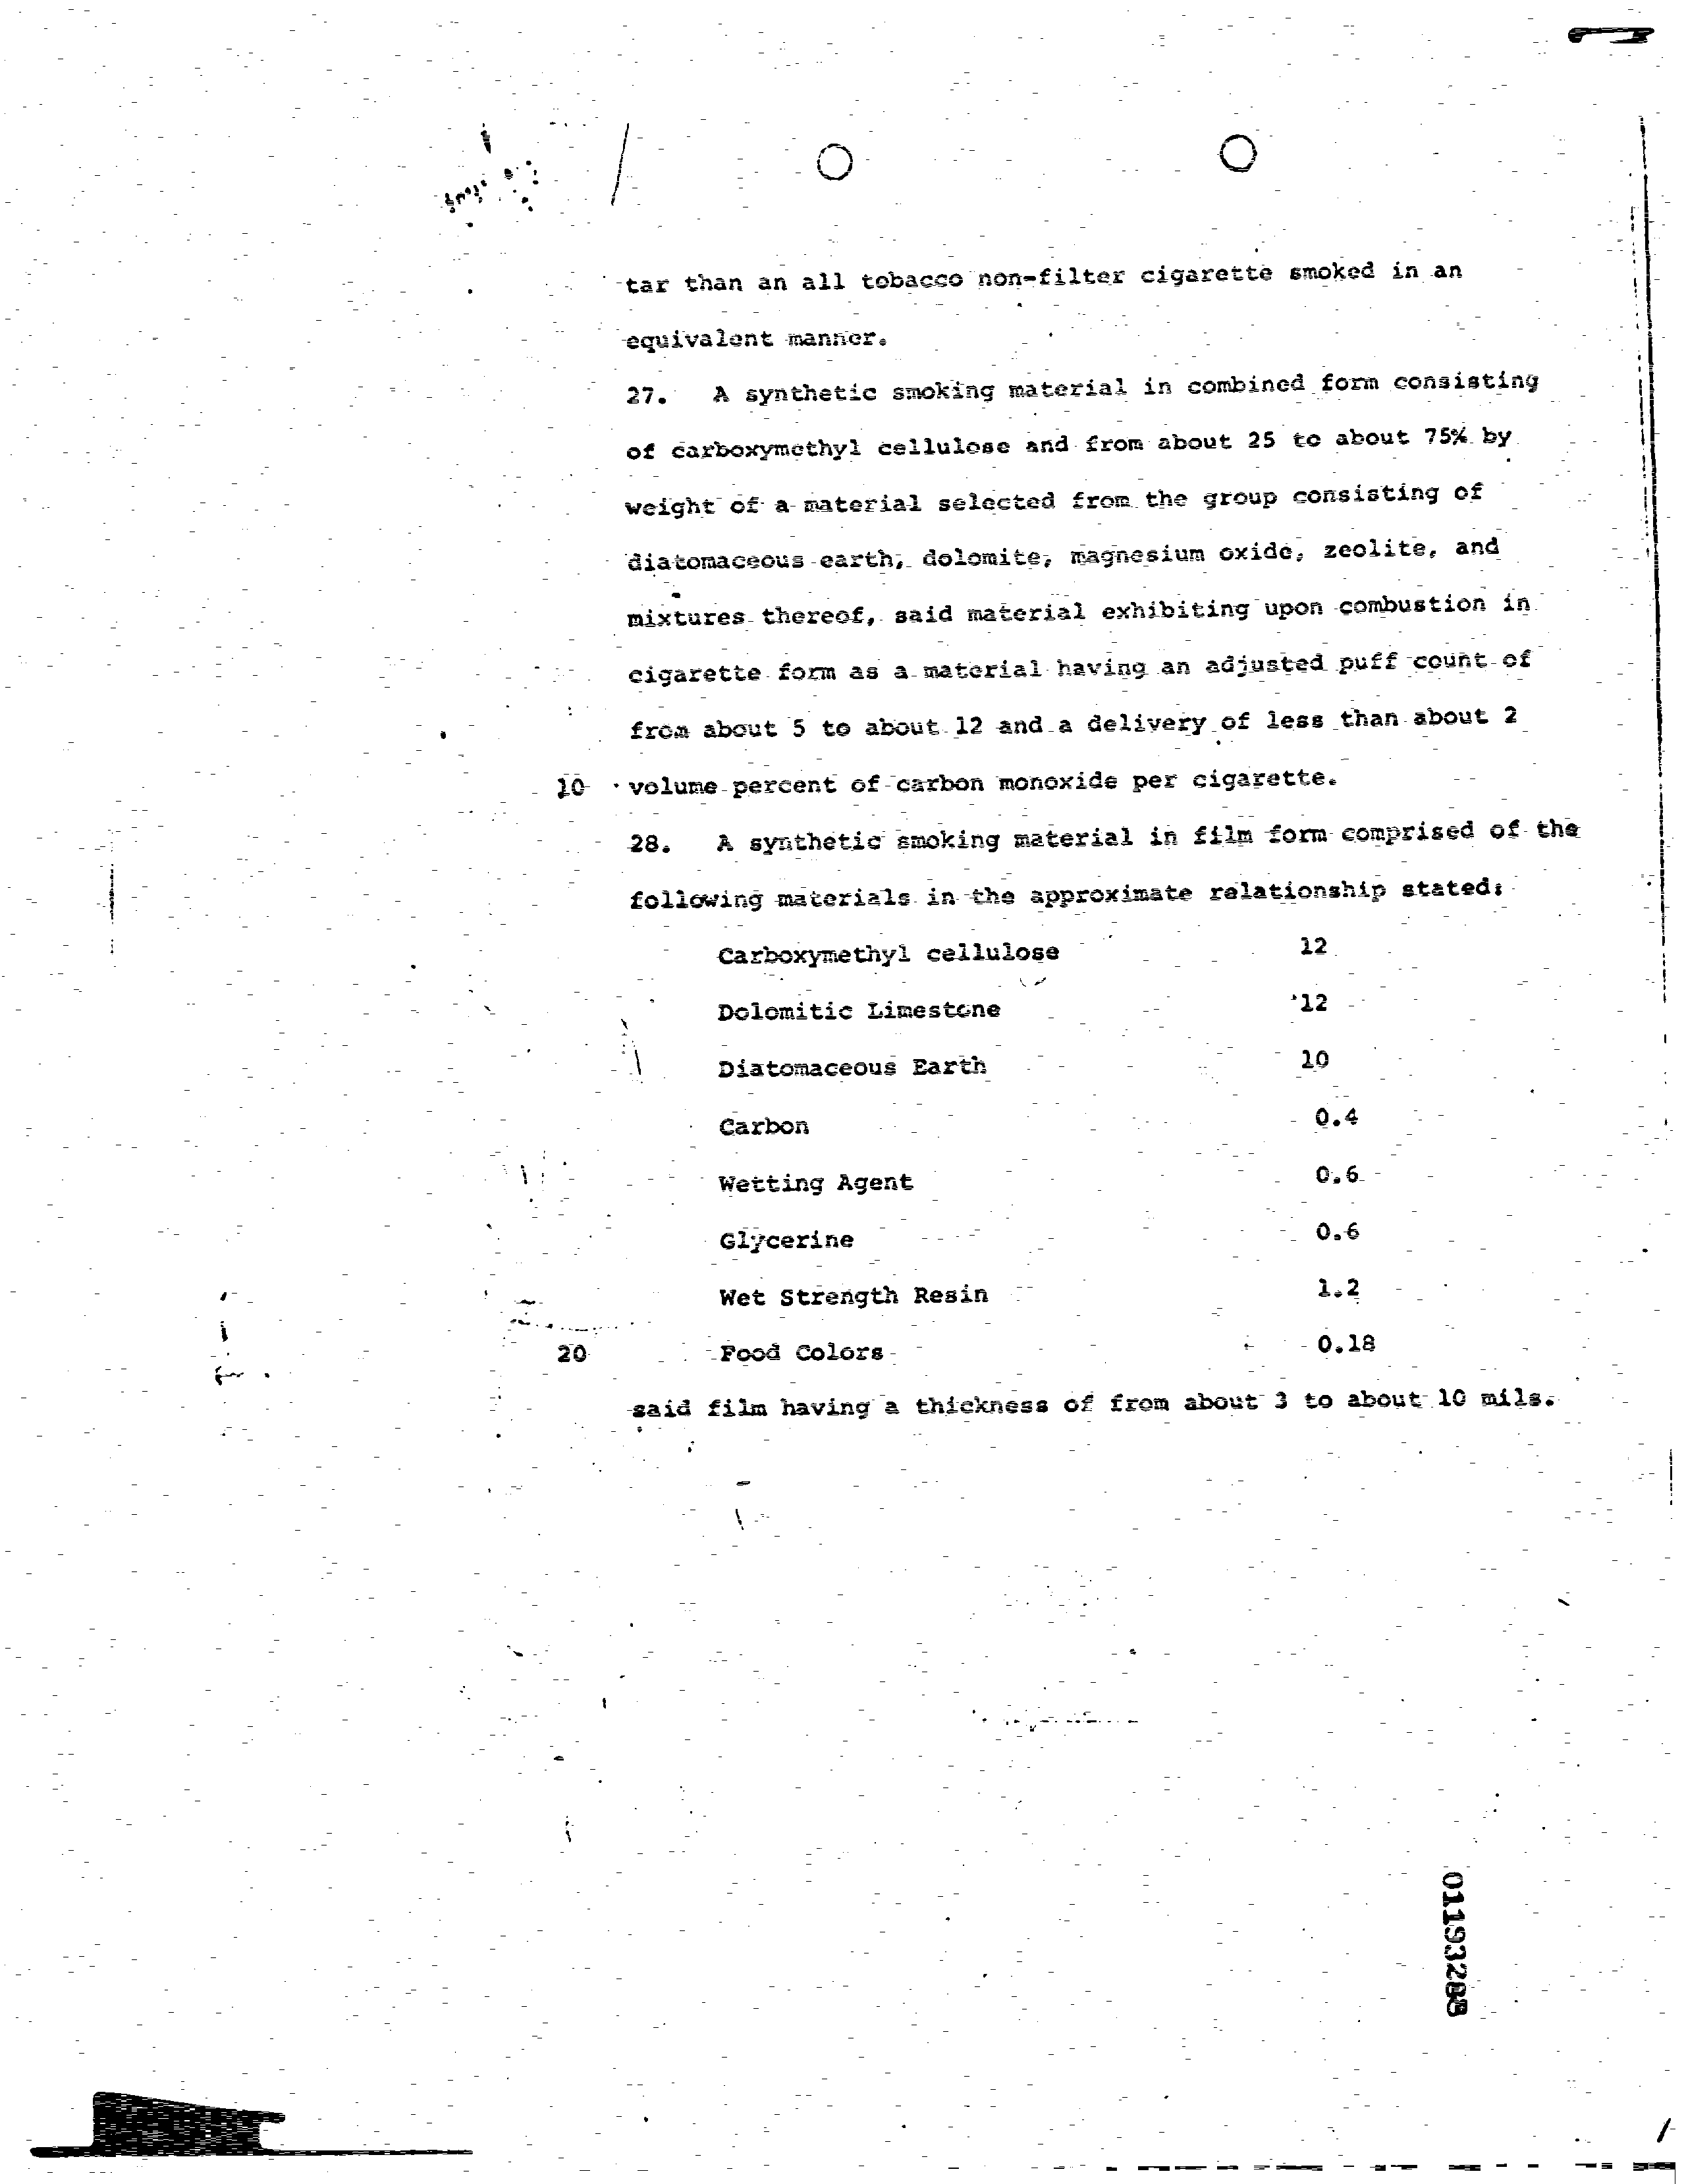 tar than an all tobacco non-filter cigarette smoked in an
equivalent manner.
27. A synthetic smoking material in combined form consisting
of carboxymethyl cellulose and from about 25 to about 75% by
weight of a material selected from the group consisting of
diatomaceous earth, dolomite, magnesium oxide, zeolite, and
mixtures thereof, said material exhibiting upon combustion in
cigarette form as a material having an adjusted puff count of
from about 5 to about 12 and a delivery of less than about 2
10 volume percent of carbon monoxide per cigarette.
28. A synthetic smoking material in film form comprised of the
following materials in the approximate relationship stated:
Carboxymethyl cellulose 12
Dolomitic Limestone 12
Diatomaceous Earth 10
Carbon 0.4
Wetting Agent 0.6
Glycerine 0.6
Wet Strength Resin 1.2
20 Food Colors 0.18
said film having a thickness of from about 3 to about 10 mils.
01193288